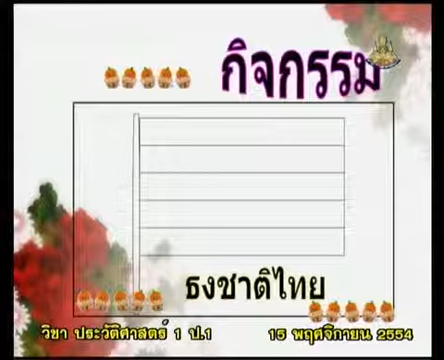 กิจกรรม
ธงชาติไทย
วิชา ประวัติศาสตร์ 1 ป.1
15 พฤศจิกายน 2554